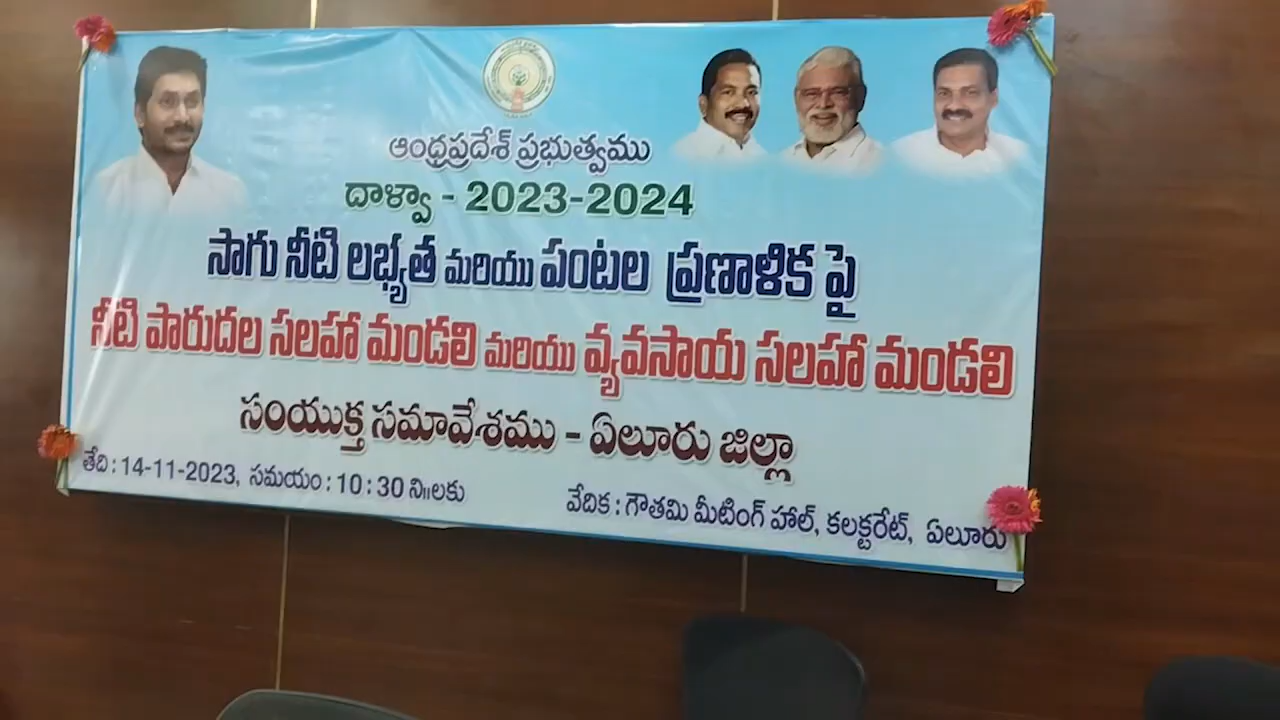 ఆంధ్రప్రదేశ్ ప్రభుత్వము
దాళ్వా - 2023-2024
సాగు నీటి లభ్యత మరియు పంటల ప్రణాళిక పై
నీటి పారుదల సలహా మండలి మరియు వ్యవసాయ సలహా మండలి
సంయుక్త సమావేశము - ఏలూరు జిల్లా
తేది : 14-11-2023, సమయం : 10 : 30 ని॥లకు
వేదిక : గౌతమి మీటింగ్ హాల్, కలక్టరేట్, ఏలూరు